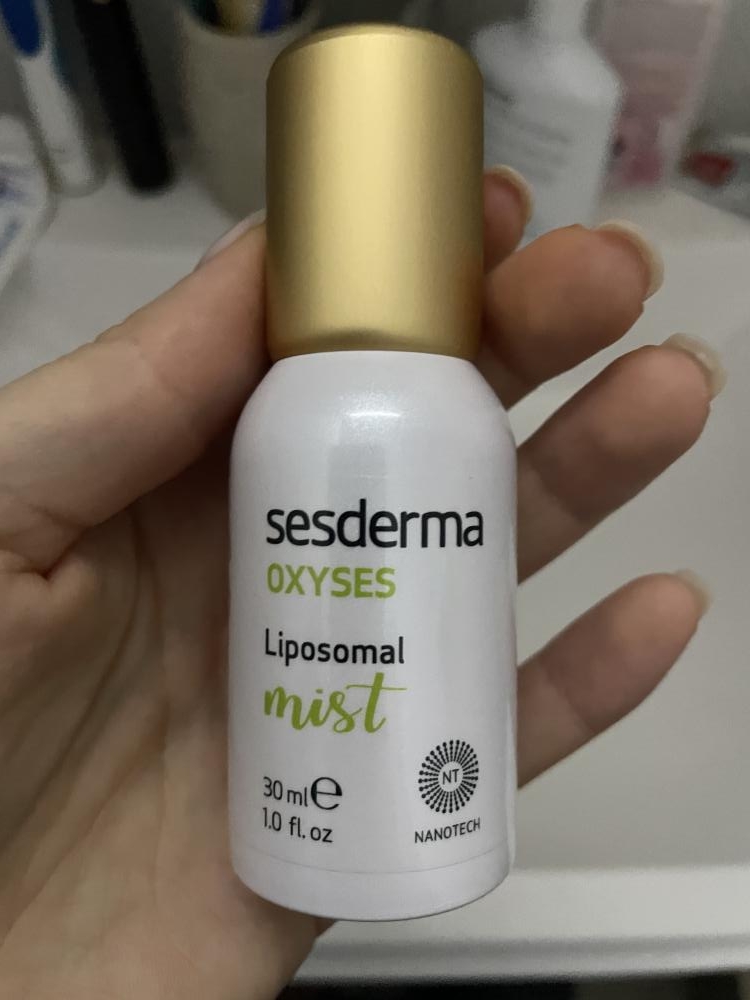 sesderma
OXYSES
Liposomal
mist
30 ml e
1.0 fl. oz
NT
NANOTECH